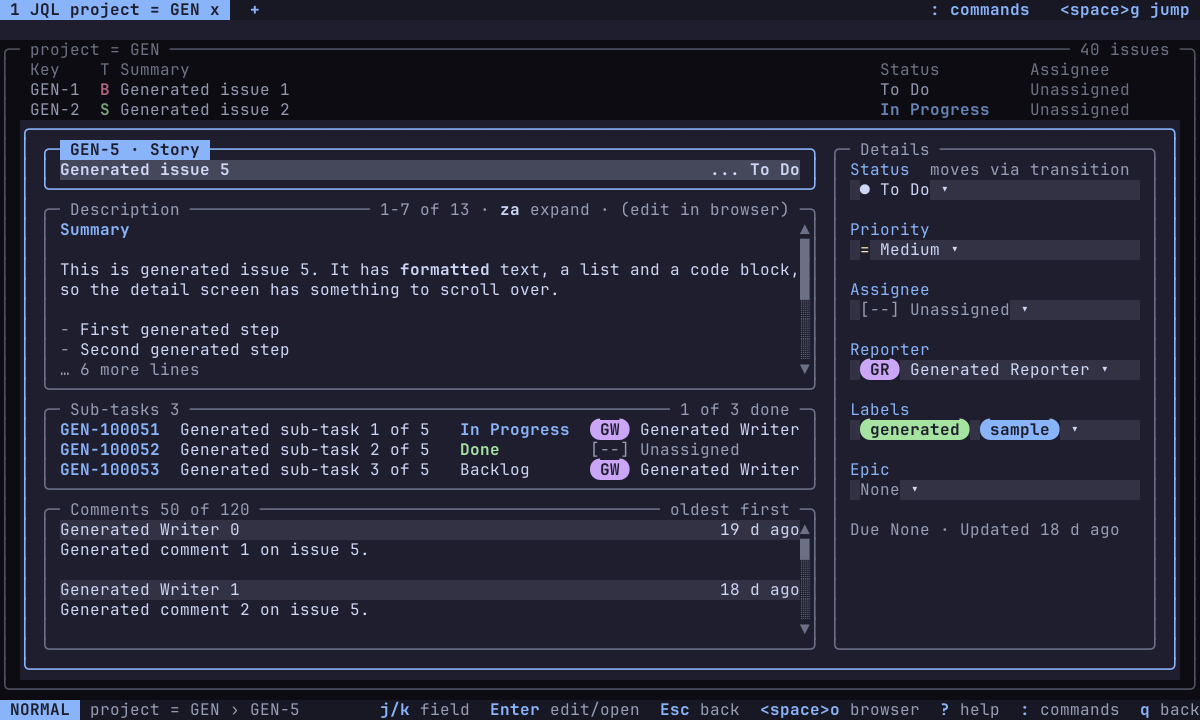 1 JQL project = GEN x + : commands <space>g jump
project = GEN 40 issues
Key T Summary Status Assignee
GEN-1 B Generated issue 1 To Do Unassigned
GEN-2 S Generated issue 2 In Progress Unassigned
GEN-5 · Story
Generated issue 5 ... To Do
Description 1-7 of 13 · za expand · (edit in browser)
Summary
This is generated issue 5. It has formatted text, a list and a code block,
so the detail screen has something to scroll over.
- First generated step
- Second generated step
… 6 more lines
Sub-tasks 3 1 of 3 done
GEN-100051 Generated sub-task 1 of 5 In Progress GW Generated Writer
GEN-100052 Generated sub-task 2 of 5 Done [--] Unassigned
GEN-100053 Generated sub-task 3 of 5 Backlog GW Generated Writer
Comments 50 of 120 oldest first
Generated Writer 0 19 d ago
Generated comment 1 on issue 5.
Generated Writer 1 18 d ago
Generated comment 2 on issue 5.
Details
Status moves via transition
● To Do ▾
Priority
= Medium ▾
Assignee
[--] Unassigned ▾
Reporter
GR Generated Reporter ▾
Labels
generated sample ▾
Epic
None ▾
Due None · Updated 18 d ago
NORMAL project = GEN › GEN-5 j/k field Enter edit/open Esc back <space>o browser ? help : commands q back